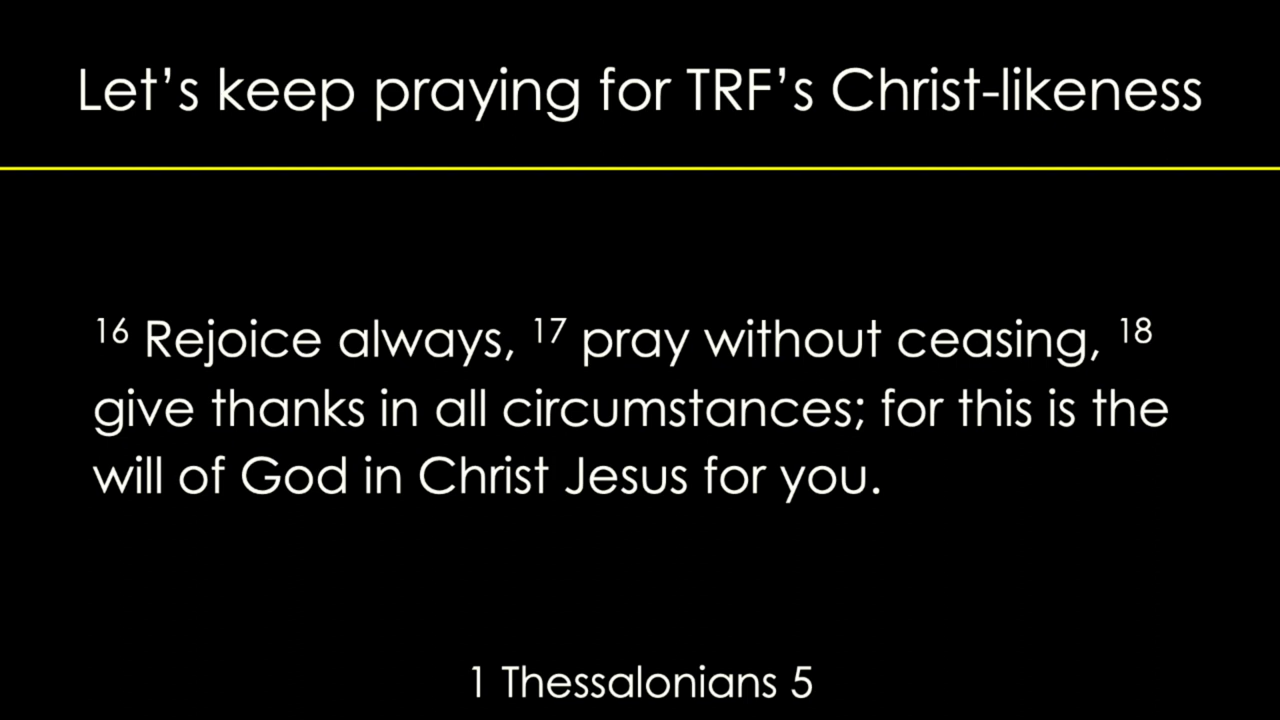 Let’s keep praying for TRF’s Christ-likeness
16 Rejoice always, 17 pray without ceasing, 18
give thanks in all circumstances; for this is the
will of God in Christ Jesus for you.
1 Thessalonians 5